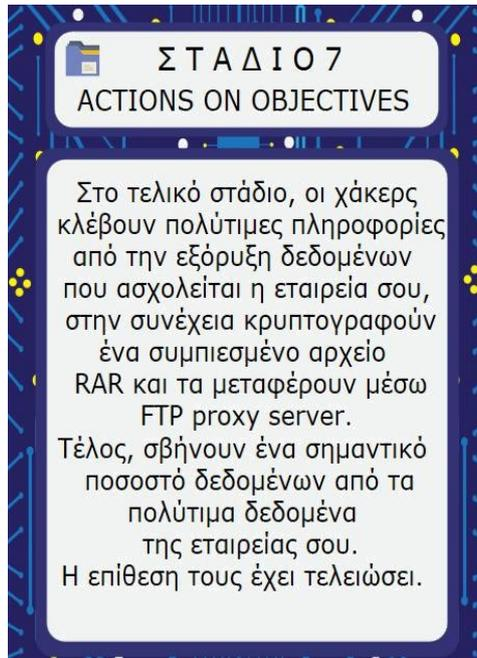 ΣΤΑΔΙΟ7
ACTIONS ON OBJECTIVES
Στο τελικό στάδιο, οι χάκερς
κλέβουν πολύτιμες πληροφορίες
από την εξόρυξη δεδομένων
που ασχολείται η εταιρεία σου,
στην συνέχεια κρυπτογραφούν
ένα συμπιεσμένο αρχείο
RAR και τα μεταφέρουν μέσω
FTP proxy server.
Τέλος, σβήνουν ένα σημαντικό
ποσοστό δεδομένων από τα
πολύτιμα δεδομένα
της εταιρείας σου.
Η επίθεση τους έχει τελειώσει.